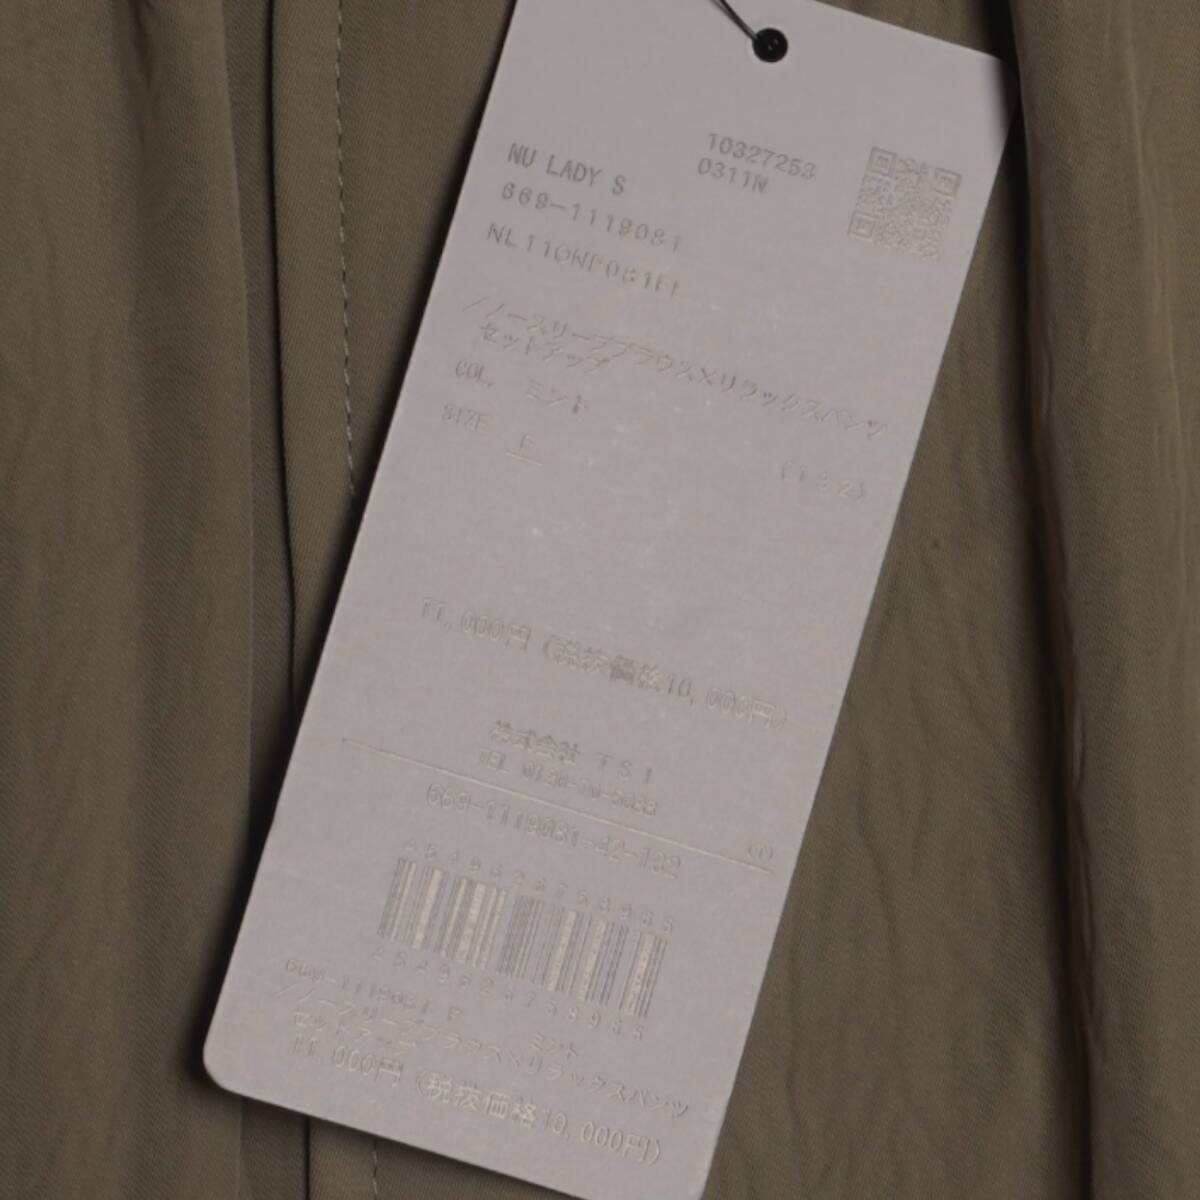 10327253
0311N
NU LADY S
669-1119081
/ノースリーブブラウス×リラックスパンツ
セットアップ
COL. ミント
SIZE F (132)
11,000円(税抜価格10,000円)
株式会社 TSI
TEL
(1)
669-1119081-42-132
669-1119081 F ミント
/ノースリーブブラウス×リラックスパンツ
セットアップ
11,000円(税抜価格10,000円)